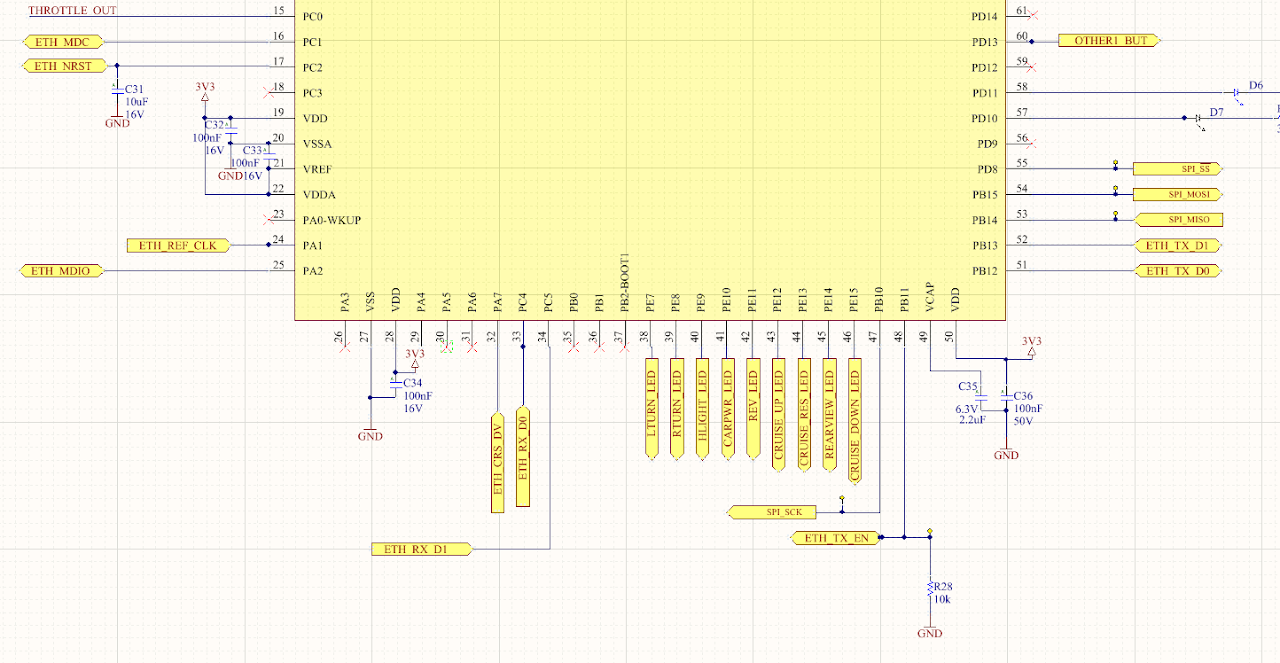 THROTTLE_OUT
15
PC0
61
PD14
ETH_MDC
16
PC1
60
PD13
OTHER1_BUT
ETH_NRST
17
PC2
59
PD12
C31
10uF
16V
GND
3V3
18
PC3
58
PD11
D6
19
VDD
57
PD10
D7
C32
100nF
16V
20
VSSA
56
PD9
C33
100nF
16V
GND
21
VREF
55
PD8
SPI_SS
22
VDDA
54
PB15
SPI_MOSI
23
PA0-WKUP
53
PB14
SPI_MISO
ETH_REF_CLK
24
PA1
52
PB13
ETH_TX_D1
ETH_MDIO
25
PA2
51
PB12
ETH_TX_D0
PA3
VSS
VDD
PA4
PA5
PA6
PA7
PC4
PC5
PB0
PB1
PB2-BOOT1
PE7
PE8
PE9
PE10
PE11
PE12
PE13
PE14
PE15
PB10
PB11
VCAP
VDD
26
27
28
29
30
31
32
33
34
35
36
37
38
39
40
41
42
43
44
45
46
47
48
49
50
3V3
C34
100nF
16V
GND
ETH_CRS_DV
ETH_RX_D0
LTURN_LED
RTURN_LED
HLIGHT_LED
CARPWR_LED
REV_LED
CRUISE_UP_LED
CRUISE_RES_LED
REARVIEW_LED
CRUISE_DOWN_LED
3V3
C35
6.3V
2.2uF
C36
100nF
50V
GND
SPI_SCK
ETH_TX_EN
ETH_RX_D1
R28
10k
GND